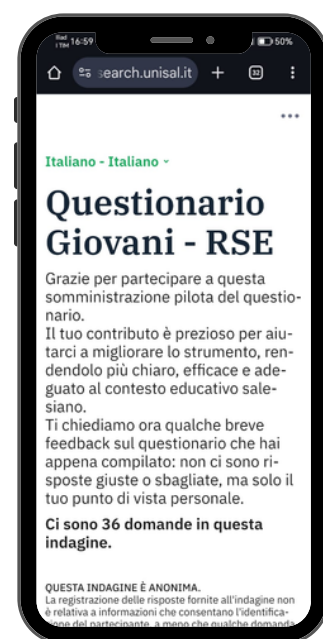 Iliad
TIM 16:59
50%
search.unisal.it
32
Italiano - Italiano
Questionario
Giovani - RSE
Grazie per partecipare a questa
somministrazione pilota del questio-
nario.
Il tuo contributo è prezioso per aiu-
tarci a migliorare lo strumento, ren-
dendolo più chiaro, efficace e ade-
guato al contesto educativo sale-
siano.
Ti chiediamo ora qualche breve
feedback sul questionario che hai
appena compilato: non ci sono ri-
sposte giuste o sbagliate, ma solo il
tuo punto di vista personale.
Ci sono 36 domande in questa
indagine.
QUESTA INDAGINE È ANONIMA.
La registrazione delle risposte fornite all'indagine non
è relativa a informazioni che consentano l'identifica-
zione del partecipante, a meno che qualche domanda